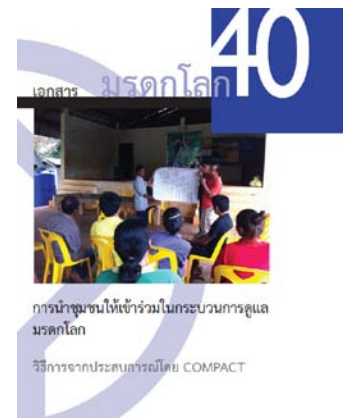 40
เอกสาร มรดกโลก
การนำชุมชนให้เข้าร่วมในกระบวนการดูแล
มรดกโลก
วิธีการจากประสบการณ์โดย COMPACT